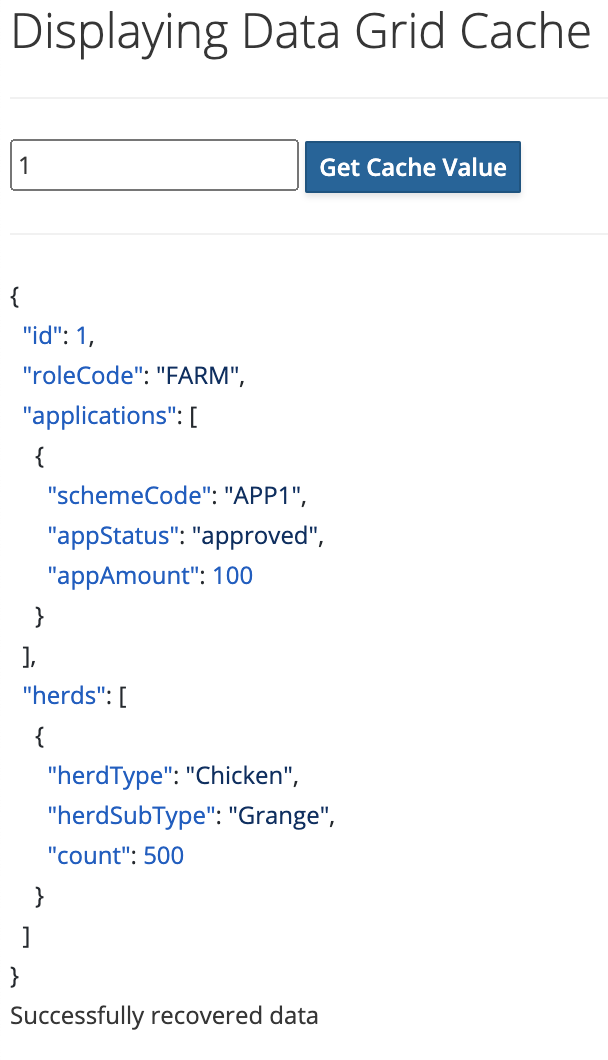 Displaying Data Grid Cache
1
Get Cache Value
{
"id": 1,
"roleCode": "FARM",
"applications": [
{
"schemeCode": "APP1",
"appStatus": "approved",
"appAmount": 100
}
],
"herds": [
{
"herdType": "Chicken",
"herdSubType": "Grange",
"count": 500
}
]
}
Successfully recovered data